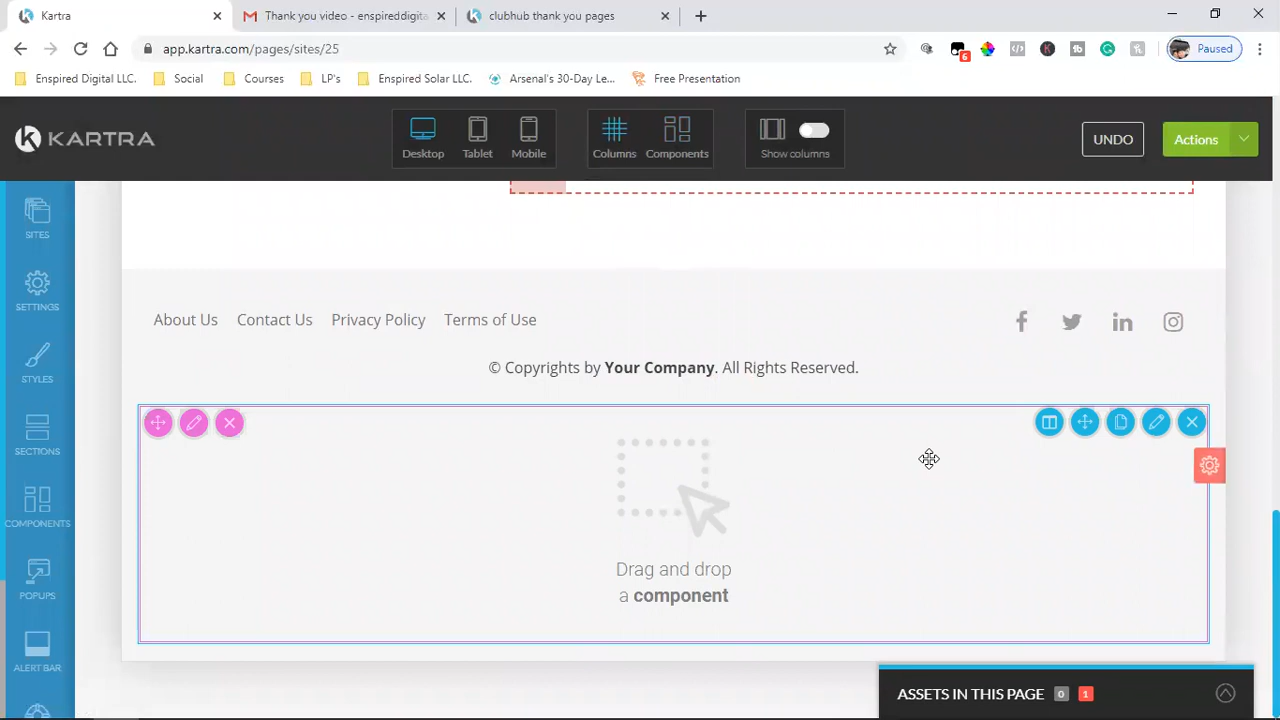 Kartra
Thank you video - enspireddigita
clubhub thank you pages
app.kartra.com/pages/sites/25
6
Paused
Enspired Digital LLC.
Social
Courses
LP's
Enspired Solar LLC.
Arsenal's 30-Day Le...
Free Presentation
KARTRA
Desktop
Tablet
Mobile
Columns
Components
Show columns
UNDO
Actions
SITES
SETTINGS
STYLES
SECTIONS
COMPONENTS
POPUPS
ALERT BAR
About Us
Contact Us
Privacy Policy
Terms of Use
© Copyrights by Your Company. All Rights Reserved.
Drag and drop
a component
ASSETS IN THIS PAGE 0 1